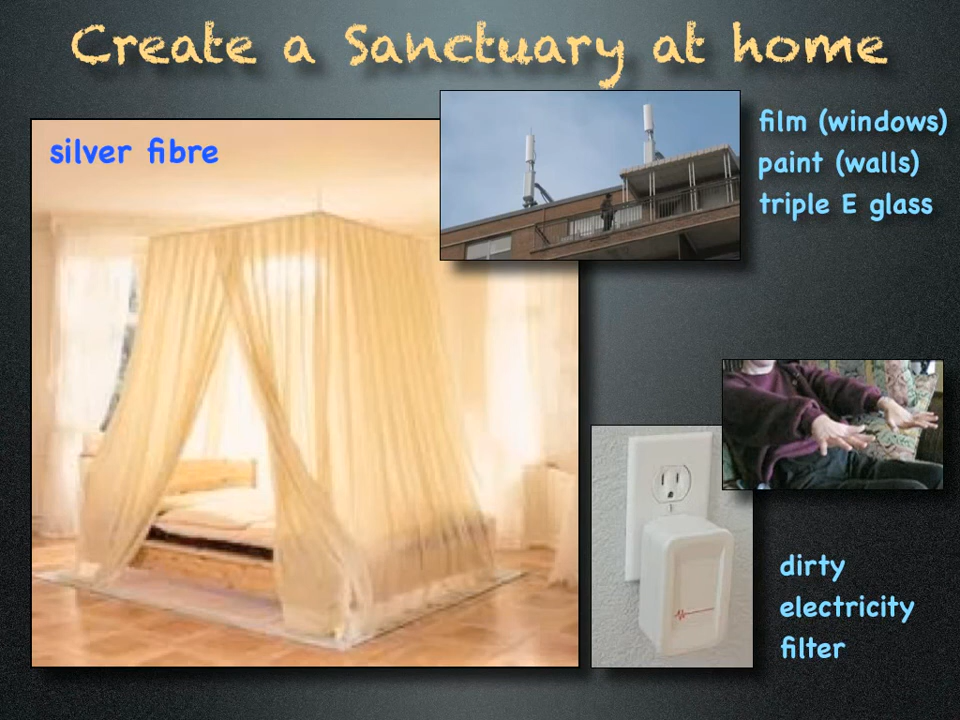 Create a Sanctuary at home
silver fibre
film (windows)
paint (walls)
triple E glass
dirty
electricity
filter